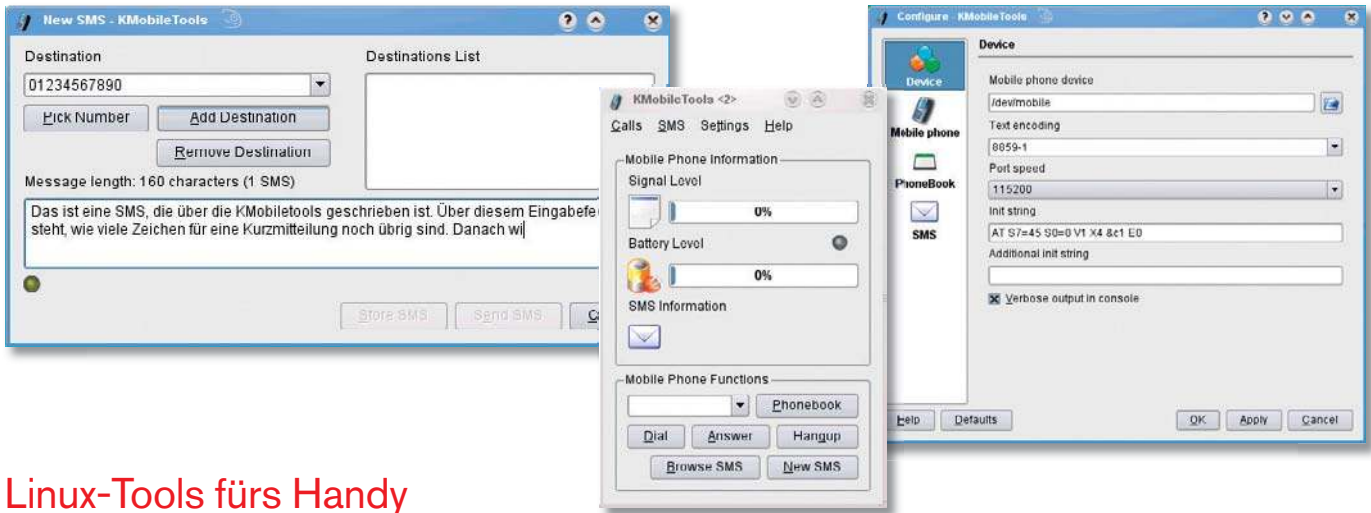 New SMS - KMobileTools
Destination
Destinations List
01234567890
Pick Number
Add Destination
Remove Destination
Message length: 160 characters (1 SMS)
Das ist eine SMS, die über die KMobiletools geschrieben ist. Über diesem Eingabefe
steht, wie viele Zeichen für eine Kurzmitteilung noch übrig sind. Danach wi
Store SMS
Send SMS
KMobileTools <2>
Calls SMS Settings Help
Mobile Phone Information
Signal Level
0%
Battery Level
0%
SMS Information
Mobile Phone Functions
Phonebook
Dial Answer Hangup
Browse SMS New SMS
Configure - KMobileTools
Device
Mobile phone
PhoneBook
SMS
Device
Mobile phone device
/dev/mobile
Text encoding
8859-1
Port speed
115200
Init string
AT S7=45 S0=0 V1 X4 &c1 E0
Additional init string
Verbose output in console
Help Defaults OK Apply Cancel
Linux-Tools fürs Handy